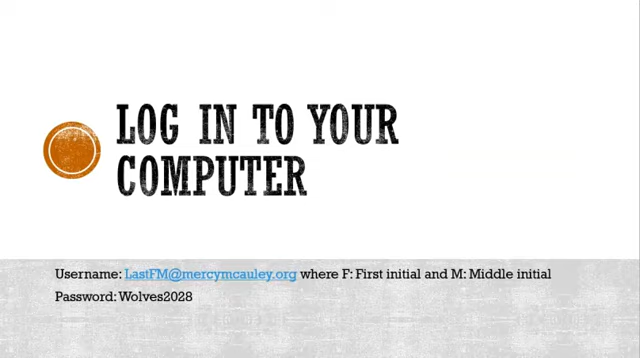 LOG IN TO YOUR
COMPUTER
Username: LastFM@mercymcauley.org where F: First initial and M: Middle initial
Password: Wolves2028